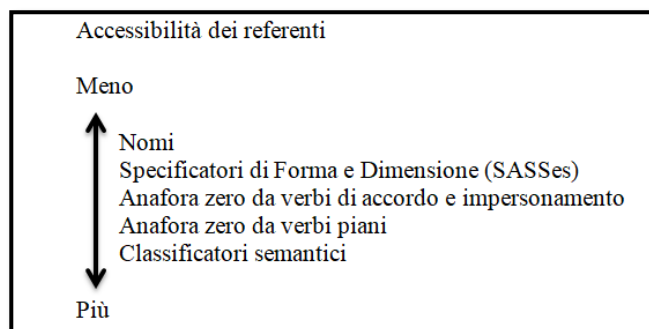 Accessibilità dei referenti
Meno
Nomi
Specificatori di Forma e Dimensione (SASSes)
Anafora zero da verbi di accordo e impersonamento
Anafora zero da verbi piani
Classificatori semantici
Più